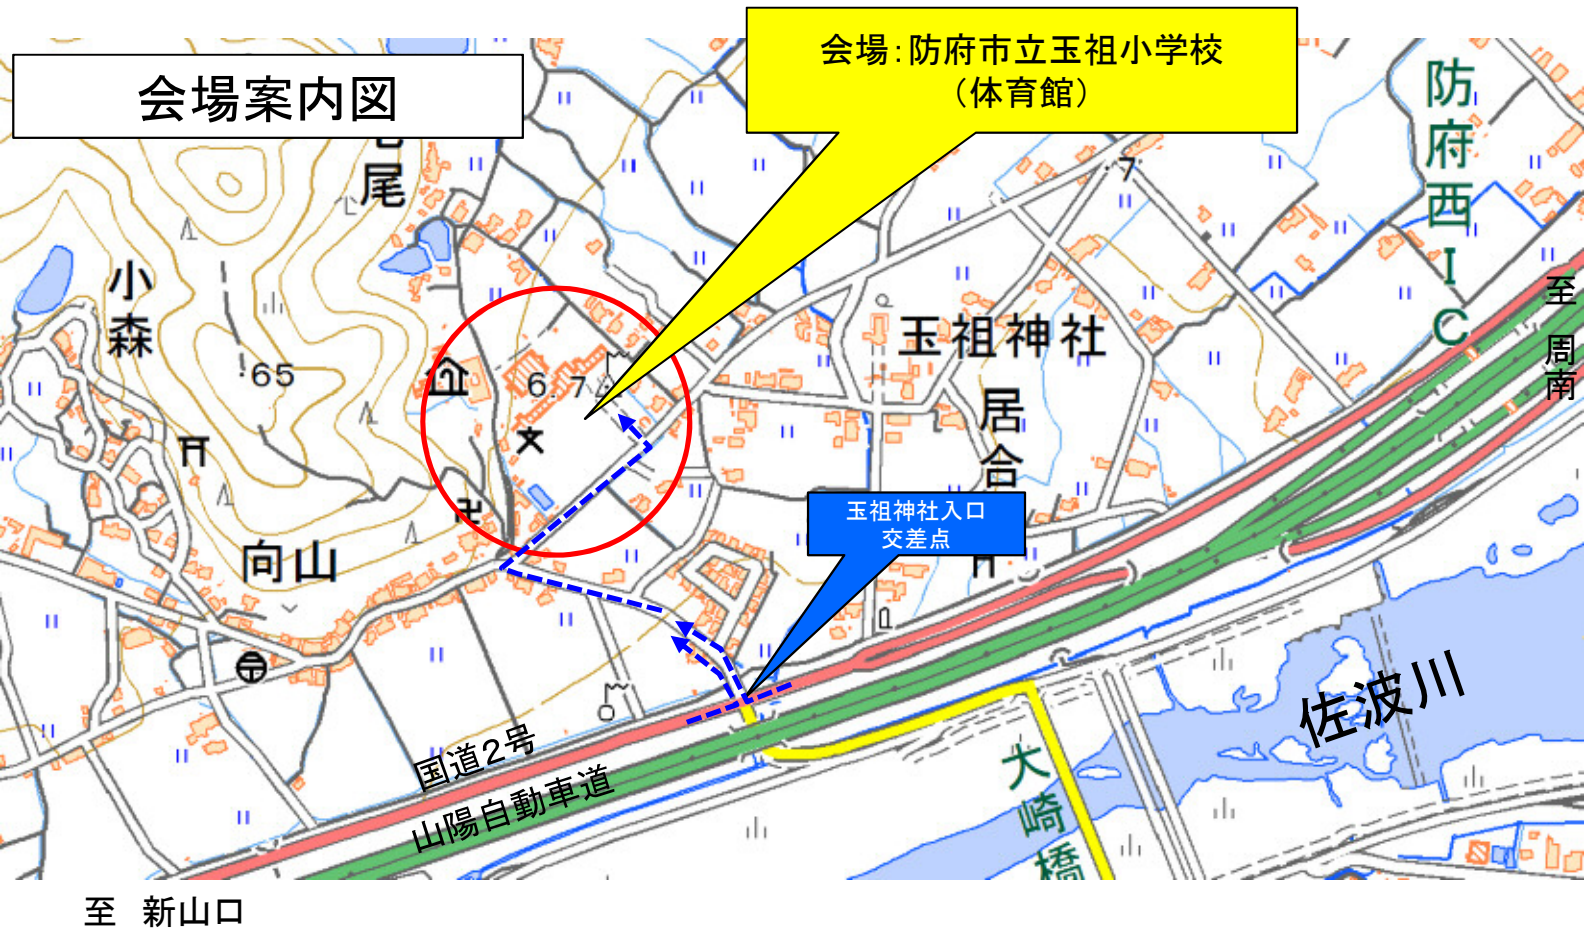 会場案内図
会場：防府市立玉祖小学校
（体育館）
防府西IC
尾
小森
至 周南
玉祖神社
居合
65
6.7
7
文
玉祖神社入口
交差点
向山
佐波川
国道2号
山陽自動車道
大崎橋
至 新山口